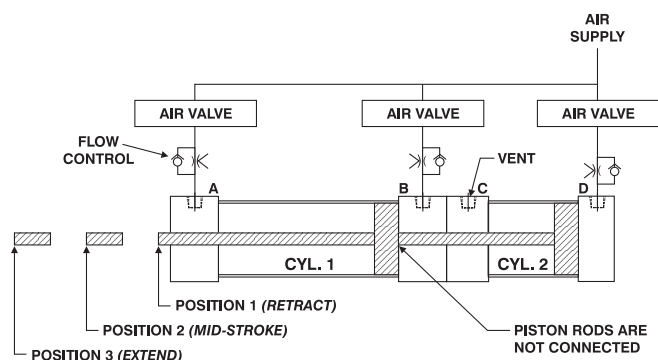 AIR
SUPPLY
AIR VALVE
AIR VALVE
AIR VALVE
FLOW
CONTROL
VENT
A
B
C
D
CYL. 1
CYL. 2
POSITION 1 (RETRACT)
POSITION 2 (MID-STROKE)
POSITION 3 (EXTEND)
PISTON RODS ARE
NOT CONNECTED